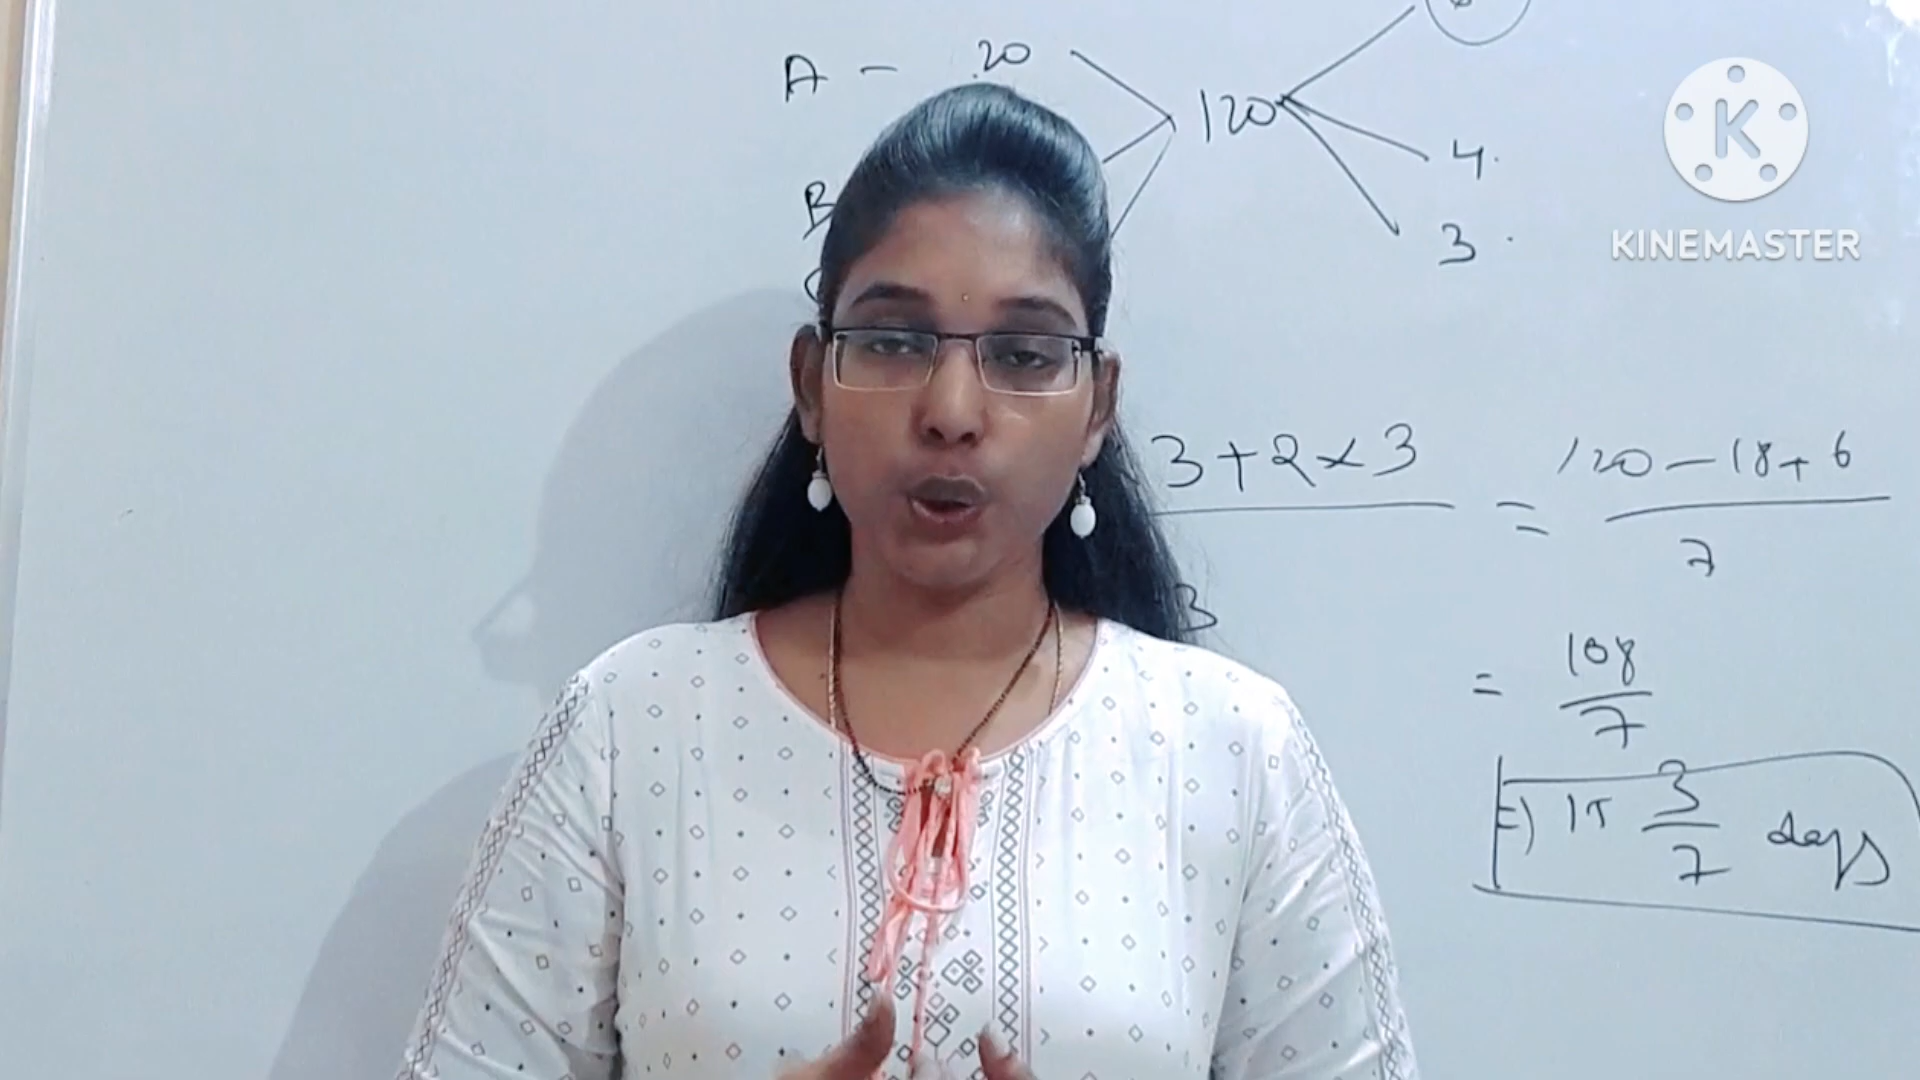 A - 20
120
4
B
3
K
KINEMASTER
3+2×3 = 120-18+6
7
3
= 108
7
=) 15 3/7 days